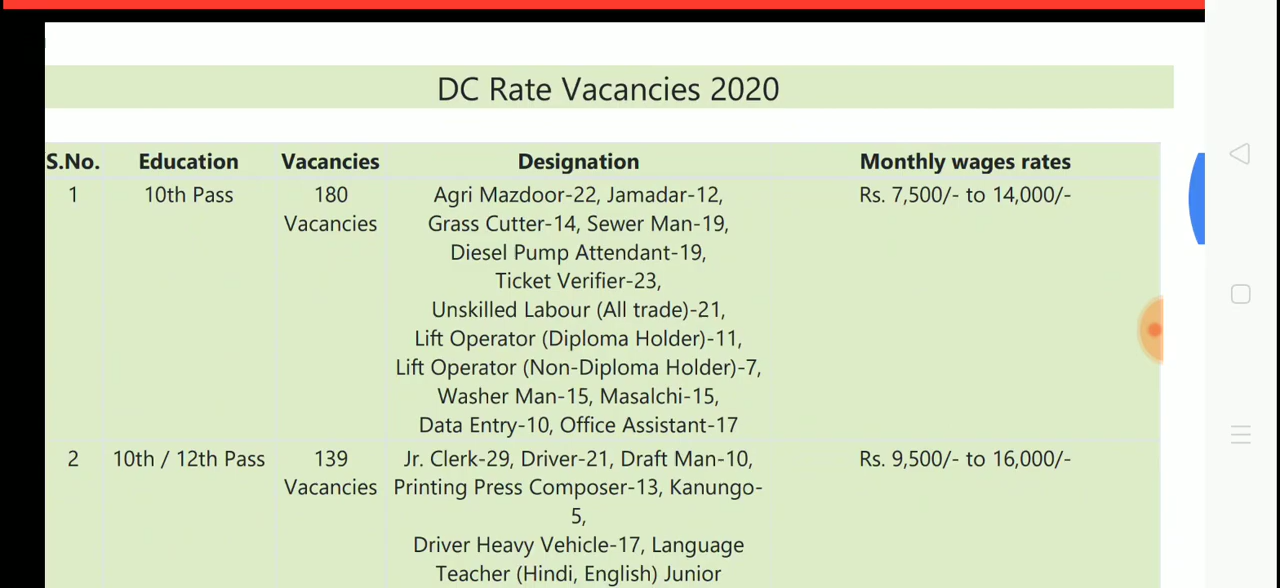 DC Rate Vacancies 2020
S.No. Education Vacancies Designation Monthly wages rates
1 10th Pass 180 Agri Mazdoor-22, Jamadar-12, Rs. 7,500/- to 14,000/-
Vacancies Grass Cutter-14, Sewer Man-19,
Diesel Pump Attendant-19,
Ticket Verifier-23,
Unskilled Labour (All trade)-21,
Lift Operator (Diploma Holder)-11,
Lift Operator (Non-Diploma Holder)-7,
Washer Man-15, Masalchi-15,
Data Entry-10, Office Assistant-17
2 10th / 12th Pass 139 Jr. Clerk-29, Driver-21, Draft Man-10, Rs. 9,500/- to 16,000/-
Vacancies Printing Press Composer-13, Kanungo-
5,
Driver Heavy Vehicle-17, Language
Teacher (Hindi, English) Junior